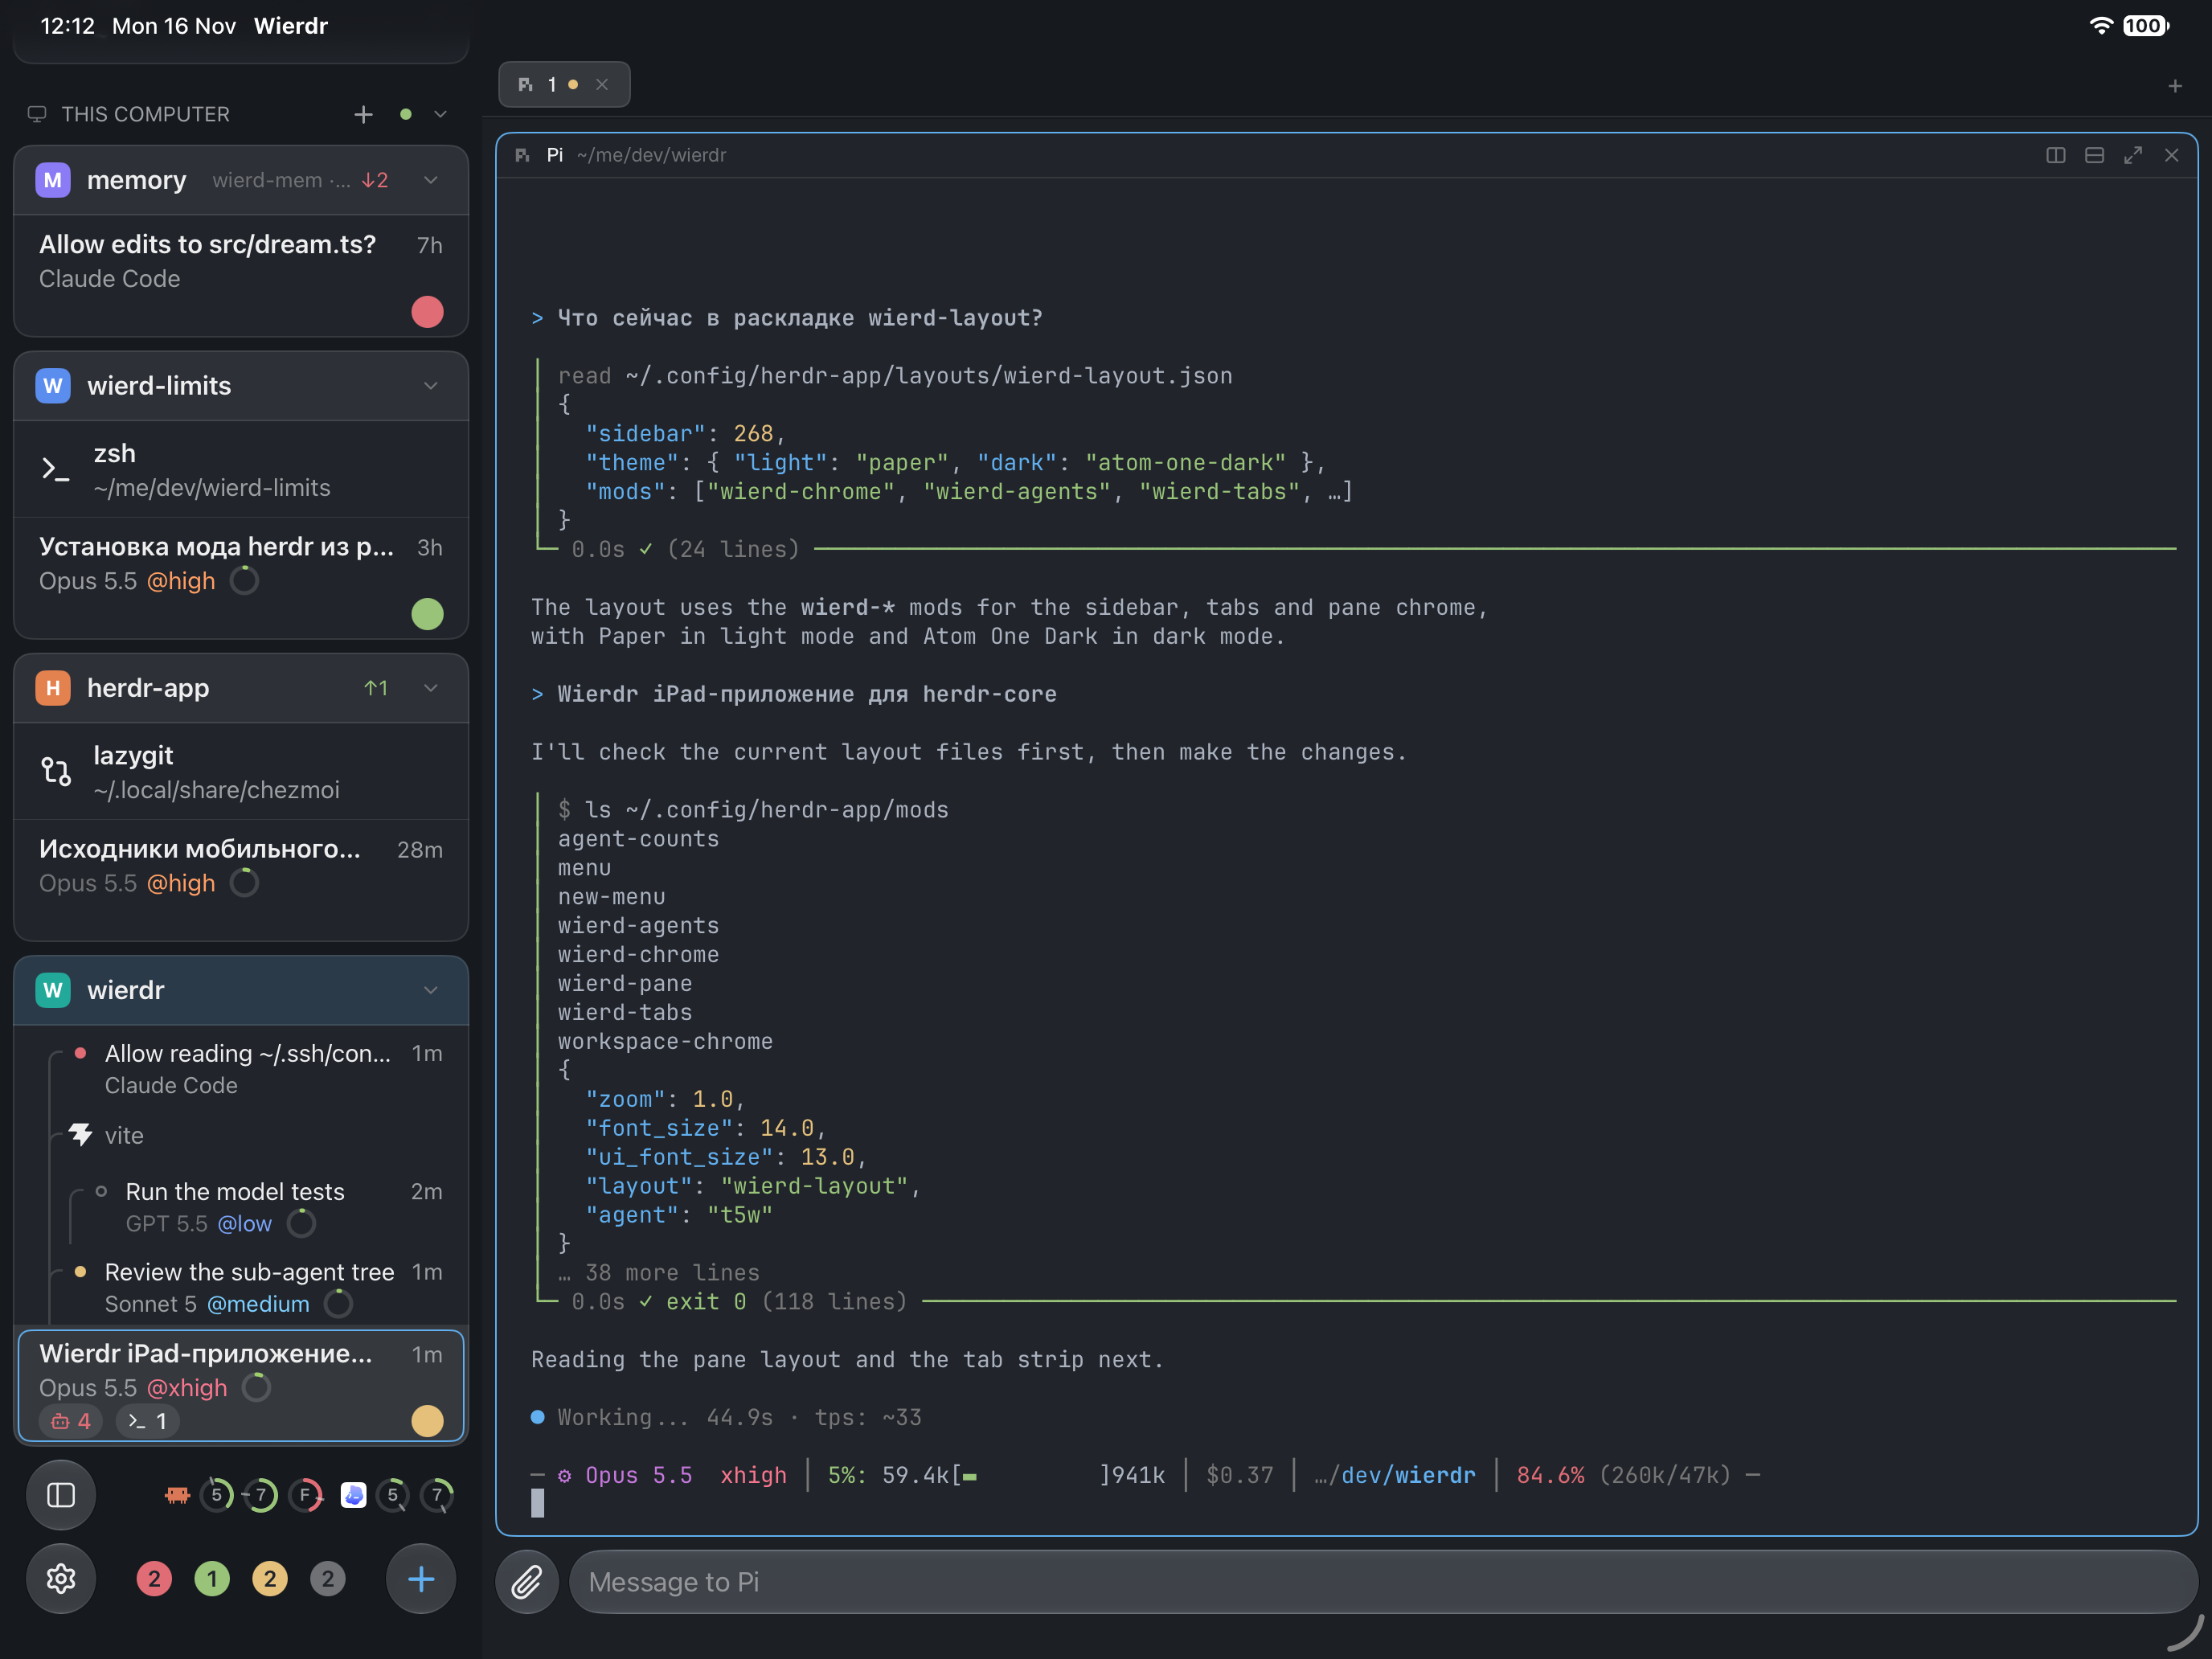 12:12 Mon 16 Nov Wierdr
100
THIS COMPUTER
M memory wierd-mem ·… ↓2
Allow edits to src/dream.ts? 7h
Claude Code
W wierd-limits
zsh
~/me/dev/wierd-limits
Установка мода herdr из р... 3h
Opus 5.5 @high
H herdr-app ↑1
lazygit
~/.local/share/chezmoi
Исходники мобильного... 28m
Opus 5.5 @high
W wierdr
Allow reading ~/.ssh/con... 1m
Claude Code
vite
Run the model tests 2m
GPT 5.5 @low
Review the sub-agent tree 1m
Sonnet 5 @medium
Wierdr iPad-приложение... 1m
Opus 5.5 @xhigh
4 1
5 7 F 5 7
2 1 2 2
1
Pi ~/me/dev/wierdr
> Что сейчас в раскладке wierd-layout?
read ~/.config/herdr-app/layouts/wierd-layout.json
{
"sidebar": 268,
"theme": { "light": "paper", "dark": "atom-one-dark" },
"mods": ["wierd-chrome", "wierd-agents", "wierd-tabs", …]
}
0.0s ✓ (24 lines)
The layout uses the wierd-* mods for the sidebar, tabs and pane chrome,
with Paper in light mode and Atom One Dark in dark mode.
> Wierdr iPad-приложение для herdr-core
I'll check the current layout files first, then make the changes.
$ ls ~/.config/herdr-app/mods
agent-counts
menu
new-menu
wierd-agents
wierd-chrome
wierd-pane
wierd-tabs
workspace-chrome
{
"zoom": 1.0,
"font_size": 14.0,
"ui_font_size": 13.0,
"layout": "wierd-layout",
"agent": "t5w"
}
… 38 more lines
0.0s ✓ exit 0 (118 lines)
Reading the pane layout and the tab strip next.
Working... 44.9s · tps: ~33
Opus 5.5 xhigh │ 5%: 59.4k[ ]941k │ $0.37 │ …/dev/wierdr │ 84.6% (260k/47k) —
Message to Pi